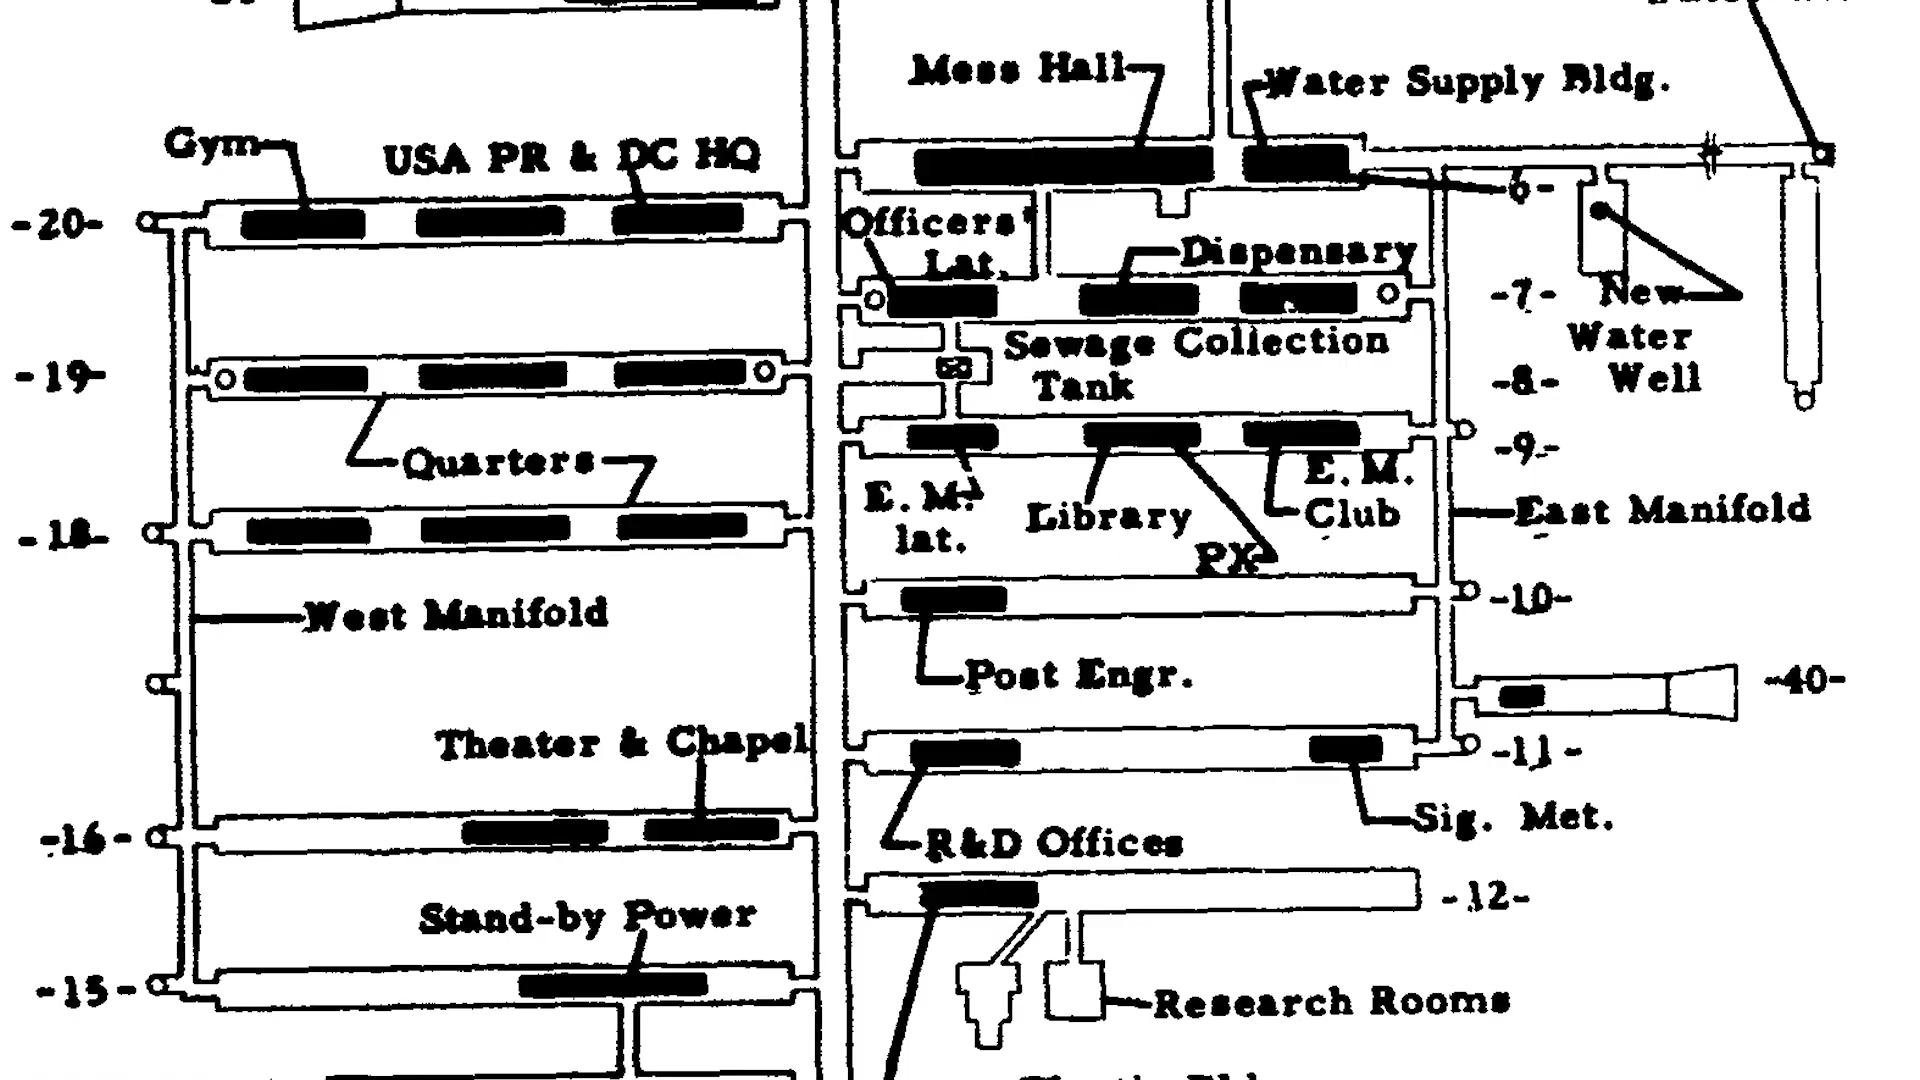 Mess Hall
Water Supply Bldg.
Gym
USA PR & DC HQ
-20-
6-
Officers'
Lat.
Dispensary
-7-
New
Water
Well
Sewage Collection
Tank
-19-
-8-
Quarters
-9-
E. M.
lat.
Library
PX
E. M.
Club
East Manifold
-18-
-10-
West Manifold
Post Engr.
-40-
Theater & Chapel
-11-
Sig. Met.
-16-
R&D Offices
-12-
Stand-by Power
-15-
Research Rooms